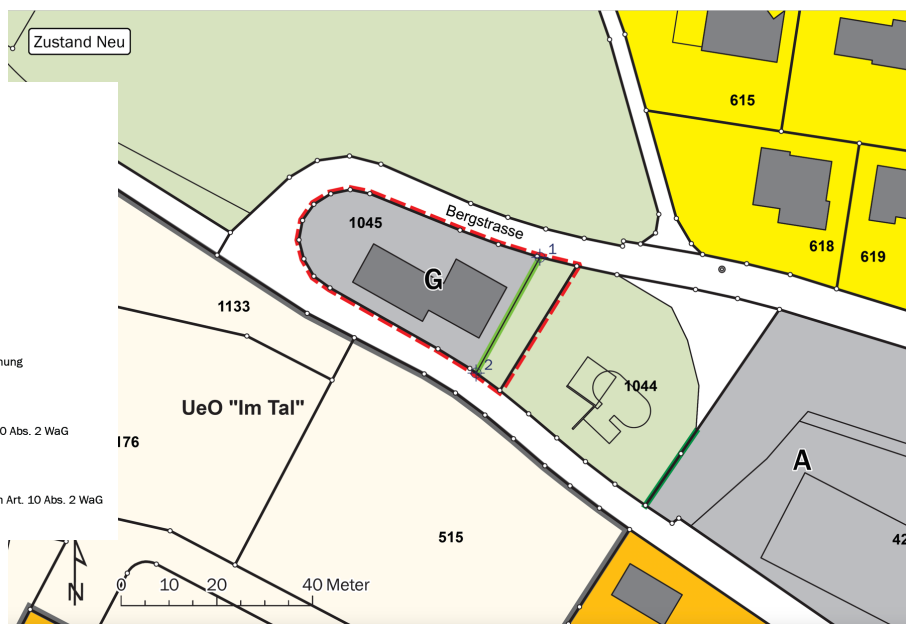 Zustand Neu
615
Bergstrasse
1045
1
618
619
G
1133
2
1044
UeO "Im Tal"
nung
0 Abs. 2 WaG
176
A
n Art. 10 Abs. 2 WaG
515
42
N
0 10 20 40 Meter